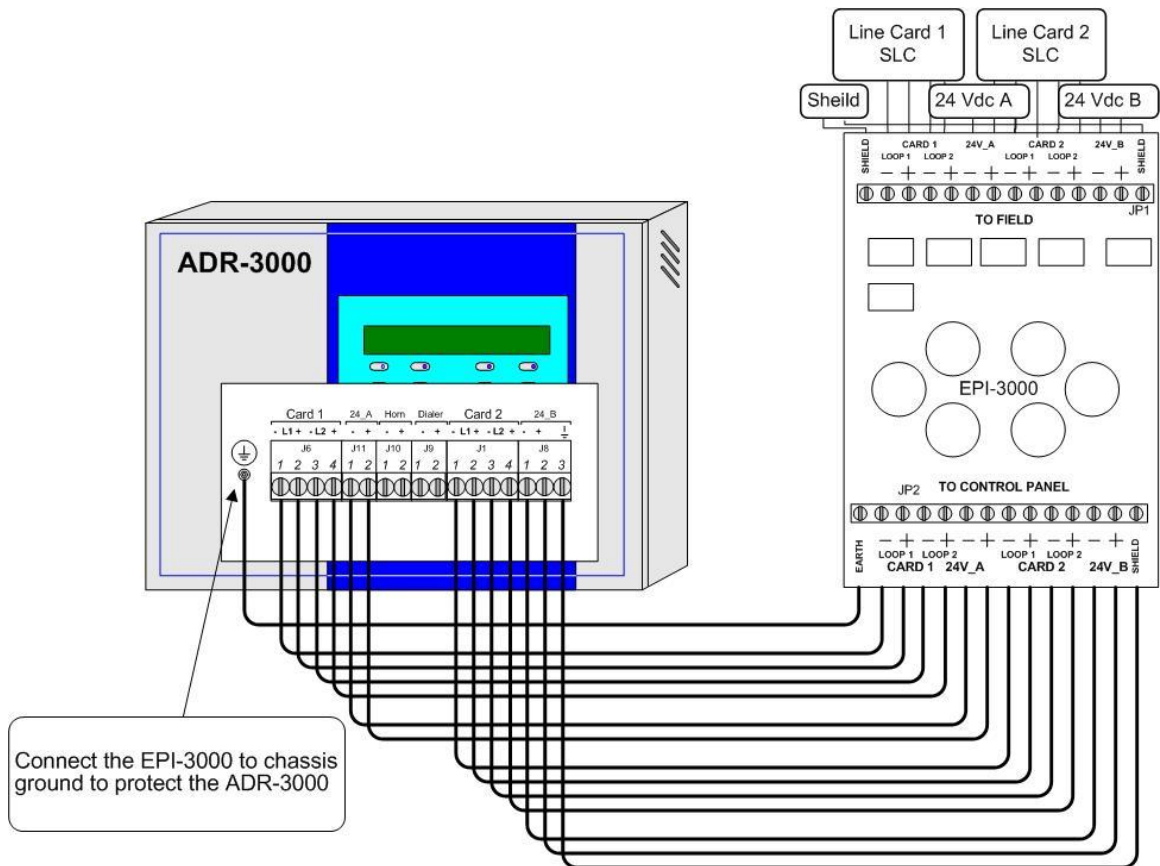 Line Card 1
SLC
Line Card 2
SLC
Sheild
24 Vdc A
24 Vdc B
SHIELD
CARD 1
24V_A
CARD 2
24V_B
SHIELD
LOOP 1
LOOP 2
LOOP 1
LOOP 2
− + − + − + − + − + − +
JP1
TO FIELD
EPI-3000
JP2
TO CONTROL PANEL
EARTH
− + − + − + − + − + − +
LOOP 1
LOOP 2
LOOP 1
LOOP 2
CARD 1
24V_A
CARD 2
24V_B
SHIELD
ADR-3000
Card 1
24_A
Horn
Dialer
Card 2
24_B
- L1 + - L2 +
- +
- +
- +
- L1 + - L2 +
- +
J6
J11
J10
J9
J1
J8
1 2 3 4 1 2 1 2 1 2 1 2 3 4 1 2 3
Connect the EPI-3000 to chassis
ground to protect the ADR-3000